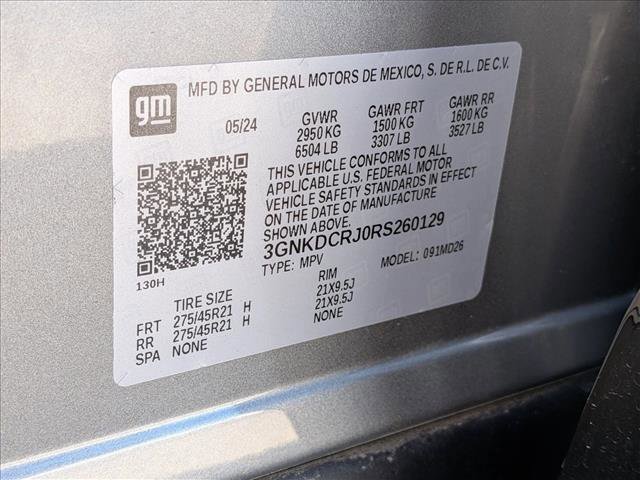 gm
MFD BY GENERAL MOTORS DE MEXICO, S. DE R.L. DE C.V.
05/24 GVWR GAWR FRT GAWR RR
2950 KG 1500 KG 1600 KG
6504 LB 3307 LB 3527 LB
THIS VEHICLE CONFORMS TO ALL
APPLICABLE U.S. FEDERAL MOTOR
VEHICLE SAFETY STANDARDS IN EFFECT
ON THE DATE OF MANUFACTURE
SHOWN ABOVE.
3GNKDCRJ0RS260129
TYPE: MPV MODEL: 091MD26
130H
TIRE SIZE RIM
FRT 275/45R21 H 21X9.5J
RR 275/45R21 H 21X9.5J
SPA NONE NONE